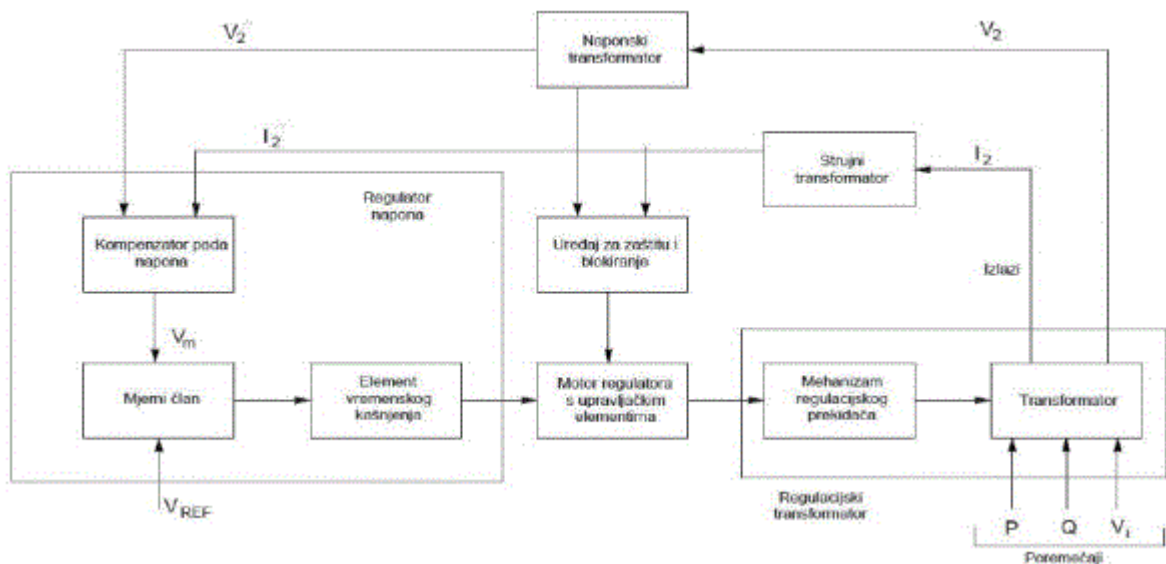 V2″
Naponski
transformator
V2
I2″
Strujni
transformator
I2
Regulator
napona
Kompenzator pada
napona
Uređaj za zaštitu i
blokiranje
Izlazi
Vm
Mjerni član
Element
vremenskog
kašnjenja
Motor regulatora
s upravljačkim
elementima
Mehanizam
regulacijskog
prekidača
Transformator
VREF
Regulacijski
transformator
P
Q
Poremećaji